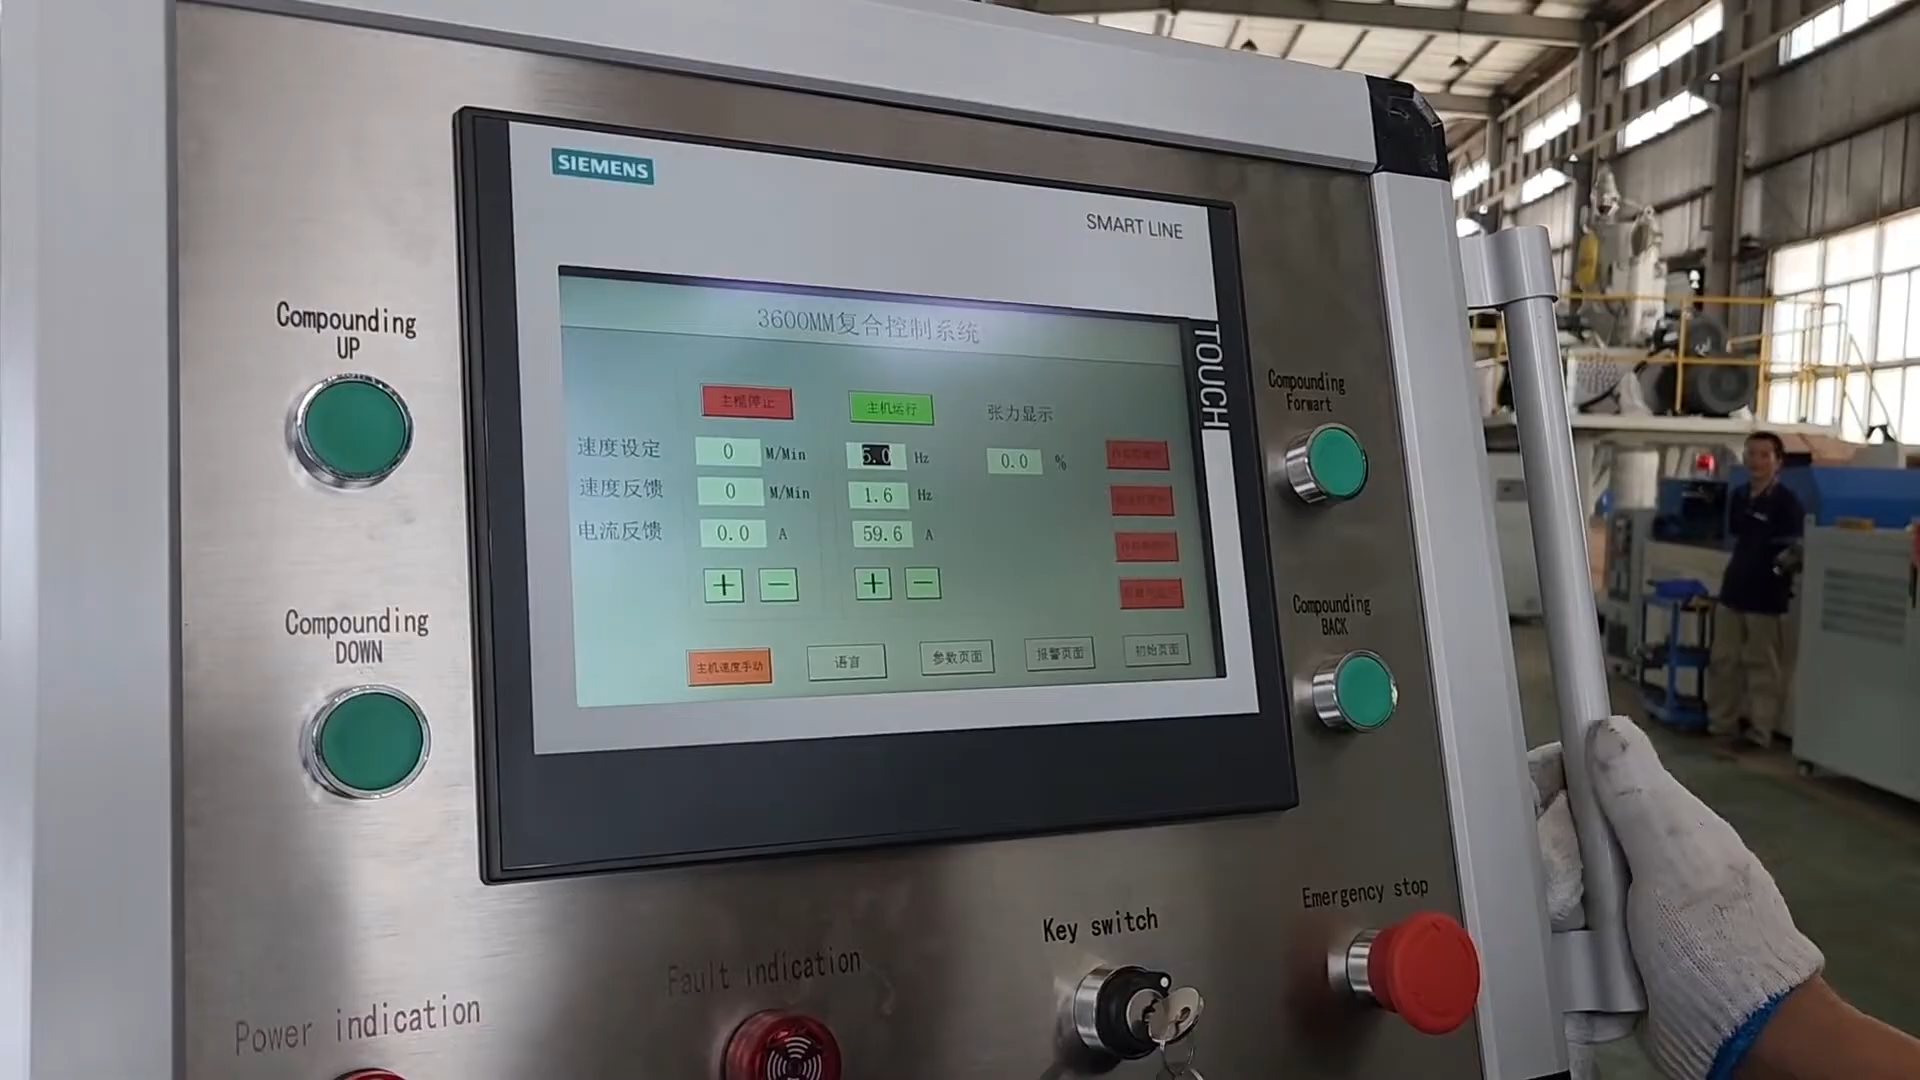 SIEMENS
SMART LINE
TOUCH
Compounding
UP
3600MM复合控制系统
Compounding
Forwart
主机停止
主机运行
张力显示
速度设定
0
M/Min
5.0
Hz
0.0
%
速度反馈
0
M/Min
1.6
Hz
电流反馈
0.0
A
59.6
A
+
−
+
−
Compounding
DOWN
Compounding
BACK
主机速度手动
语言
参数页面
报警页面
初始页面
Emergency stop
Key switch
Fault indication
Power indication